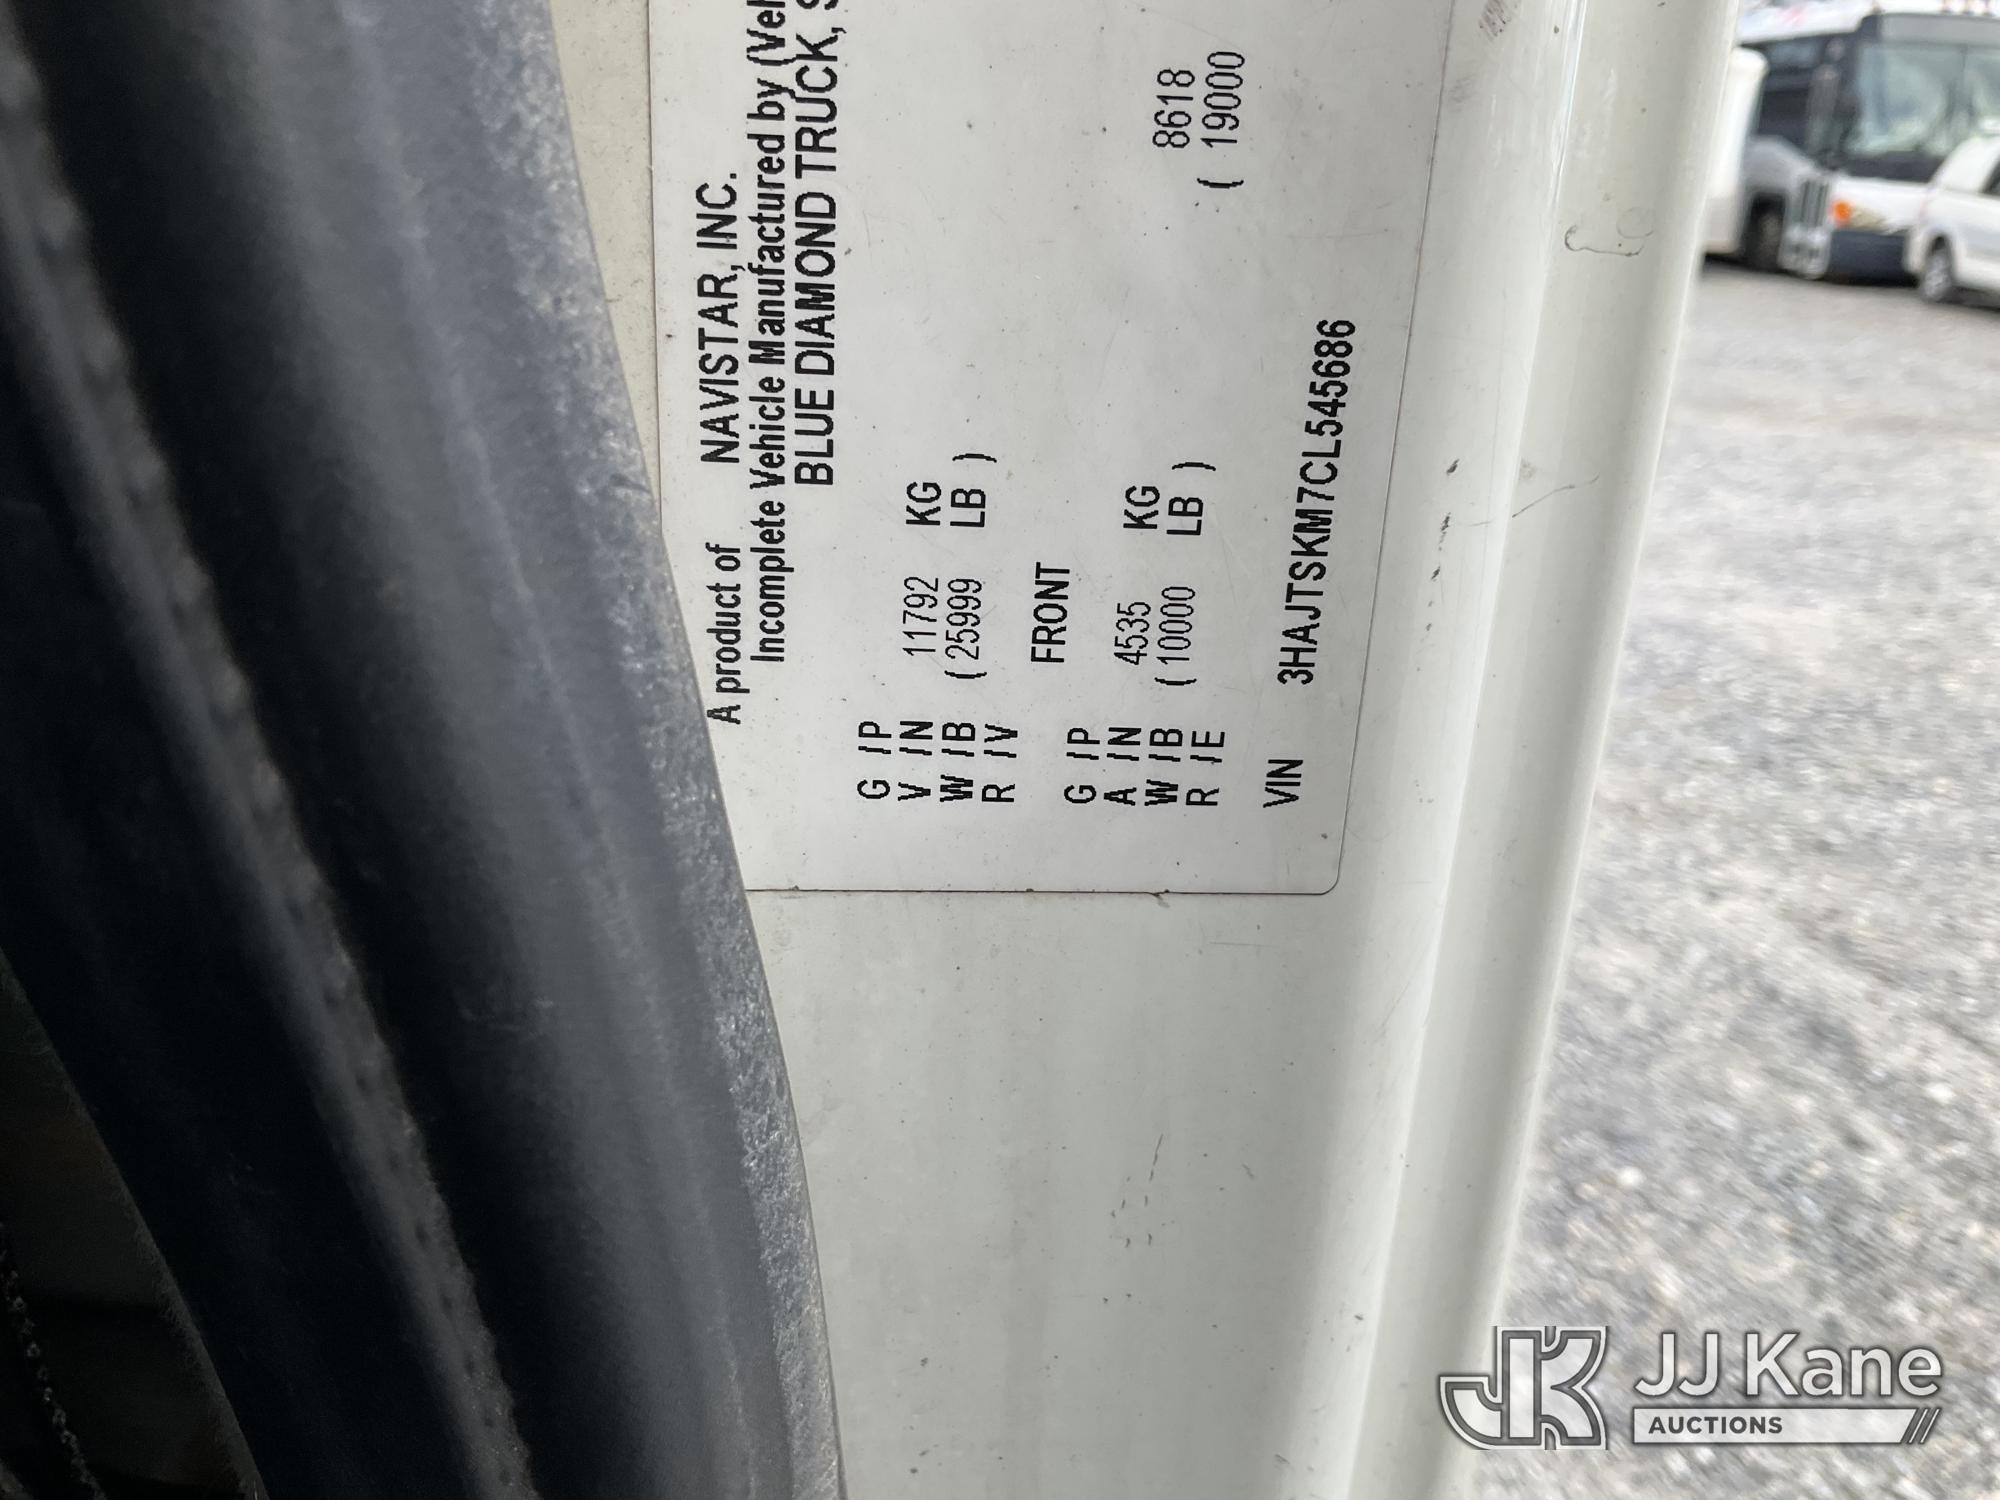 A product of NAVISTAR, INC.
Incomplete Vehicle Manufactured by
BLUE DIAMOND TRUCK,
G /P
V /N 11792 KG
W /B ( 25999 LB )
R /V
FRONT
G /P
A /N 4535 KG 8618
W /B ( 10000 LB ) ( 19000
R /E
VIN 3HAJTSKM7CL545686
JK JJ Kane
AUCTIONS